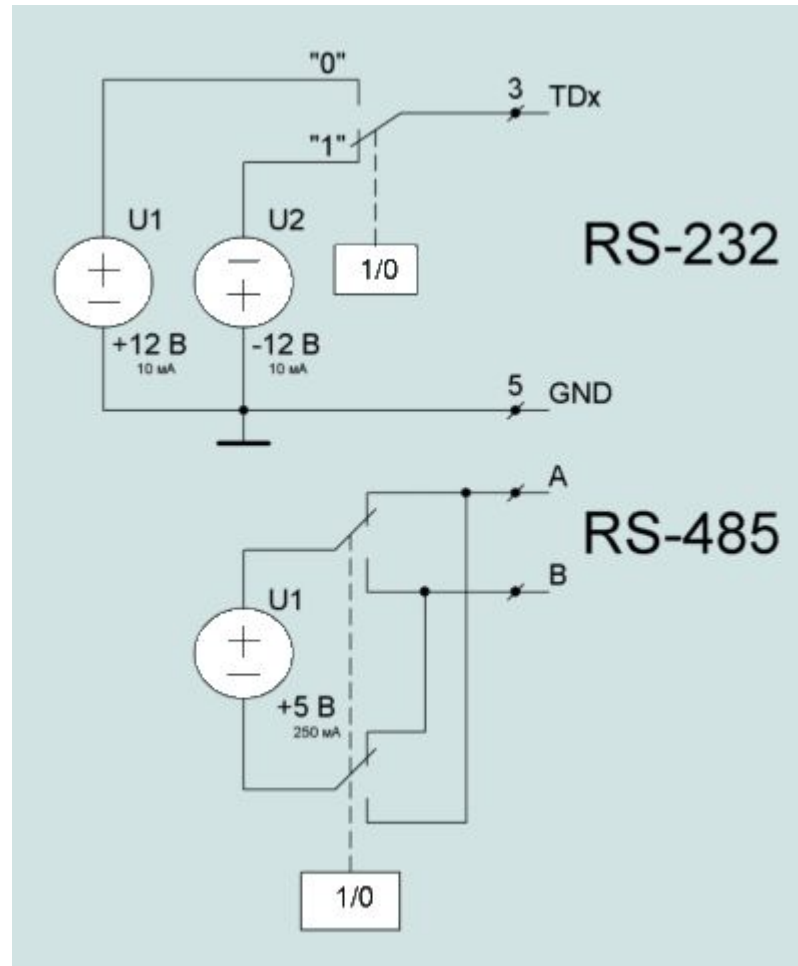 "0"
3 TDx
"1"
U1 U2
RS-232
1/0
+12 В -12 В
10 мА 10 мА
5 GND
A
RS-485
B
U1
+5 В
250 мА
1/0